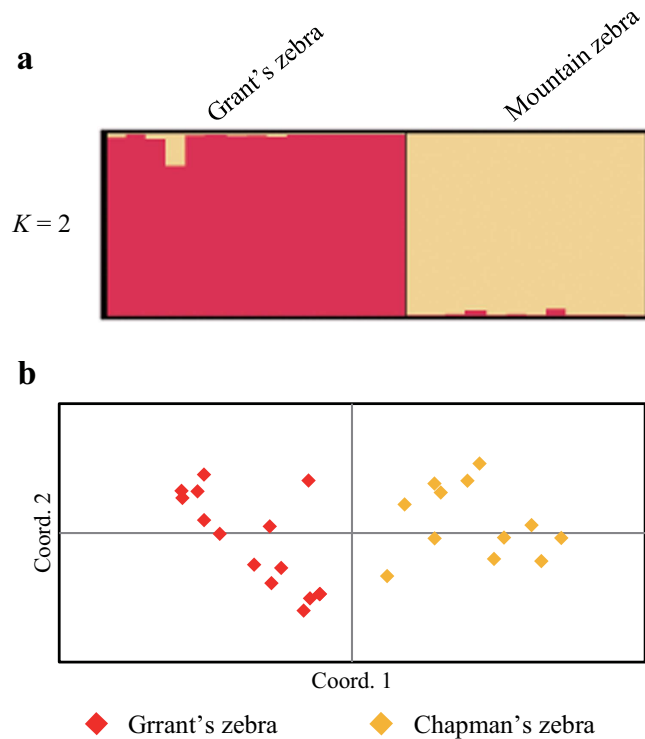 a
Grant's zebra
Mountain zebra
K = 2
b
Coord. 2
Coord. 1
Grrant's zebra
Chapman's zebra